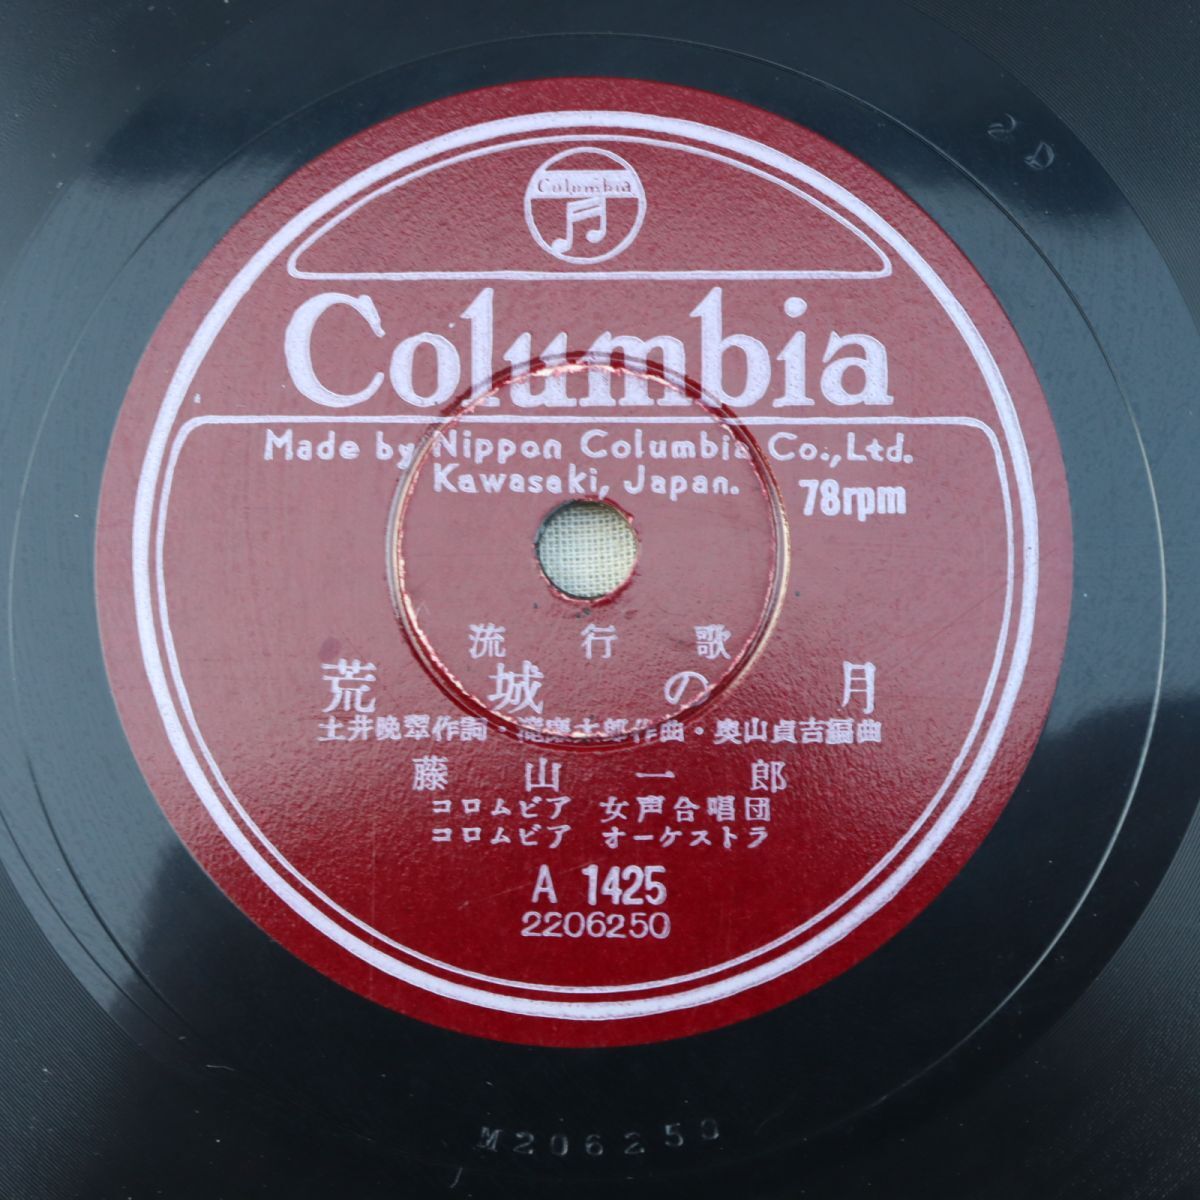 2D
Columbia
Columbia
Made by Nippon Columbia Co.,Ltd.
Kawasaki, Japan.
78rpm
流行歌
荒城の月
土井晩翠作詞・滝廉太郎作曲・奥山貞吉編曲
藤山一郎
コロムビア 女声合唱団
コロムビア オーケストラ
A 1425
2206250
M206250